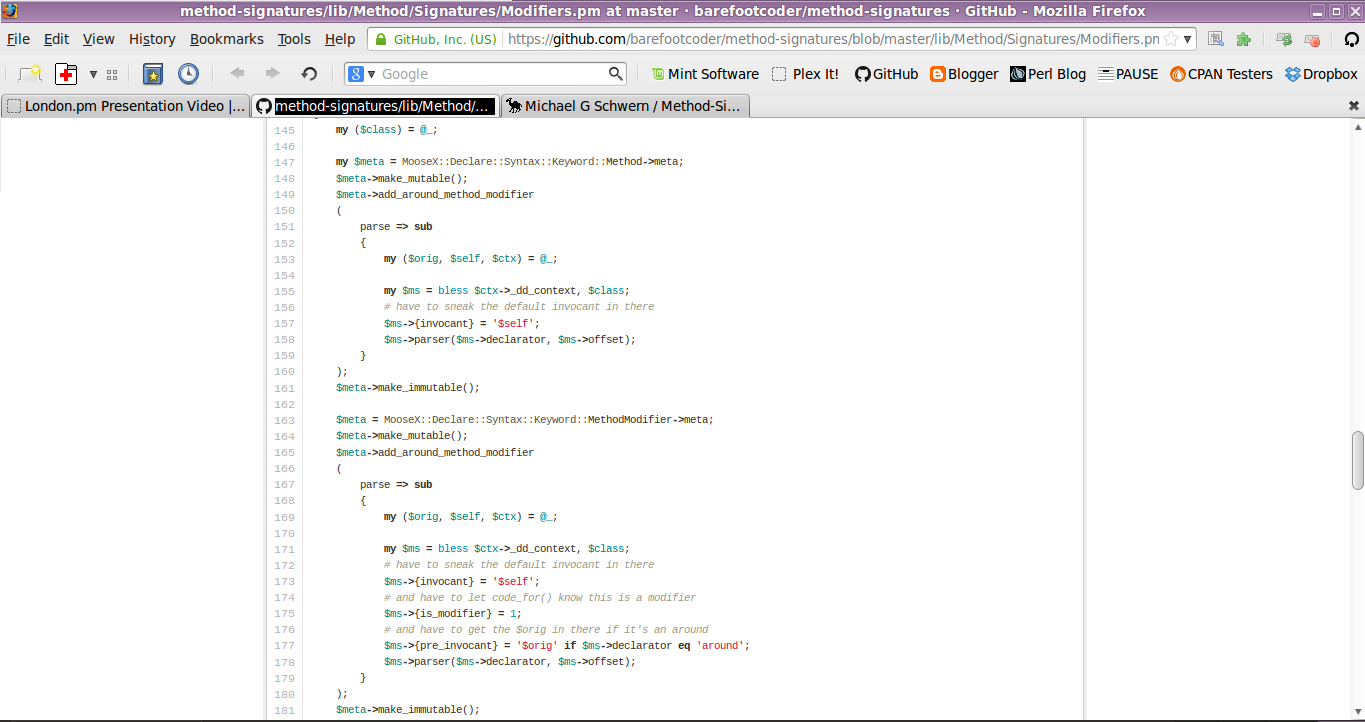 method-signatures/lib/Method/Signatures/Modifiers.pm at master · barefootcoder/method-signatures · GitHub - Mozilla Firefox
File Edit View History Bookmarks Tools Help GitHub, Inc. (US) https://github.com/barefootcoder/method-signatures/blob/master/lib/Method/Signatures/Modifiers.pm
Google Mint Software Plex It! GitHub Blogger Perl Blog PAUSE CPAN Testers Dropbox
London.pm Presentation Video |... method-signatures/lib/Method/... Michael G Schwern / Method-Si...
145 my ($class) = @_;
146
147 my $meta = MooseX::Declare::Syntax::Keyword::Method->meta;
148 $meta->make_mutable();
149 $meta->add_around_method_modifier
150 (
151 parse => sub
152 {
153 my ($orig, $self, $ctx) = @_;
154
155 my $ms = bless $ctx->_dd_context, $class;
156 # have to sneak the default invocant in there
157 $ms->{invocant} = '$self';
158 $ms->parser($ms->declarator, $ms->offset);
159 }
160 );
161 $meta->make_immutable();
162
163 $meta = MooseX::Declare::Syntax::Keyword::MethodModifier->meta;
164 $meta->make_mutable();
165 $meta->add_around_method_modifier
166 (
167 parse => sub
168 {
169 my ($orig, $self, $ctx) = @_;
170
171 my $ms = bless $ctx->_dd_context, $class;
172 # have to sneak the default invocant in there
173 $ms->{invocant} = '$self';
174 # and have to let code_for() know this is a modifier
175 $ms->{is_modifier} = 1;
176 # and have to get the $orig in there if it's an around
177 $ms->{pre_invocant} = '$orig' if $ms->declarator eq 'around';
178 $ms->parser($ms->declarator, $ms->offset);
179 }
180 );
181 $meta->make_immutable();